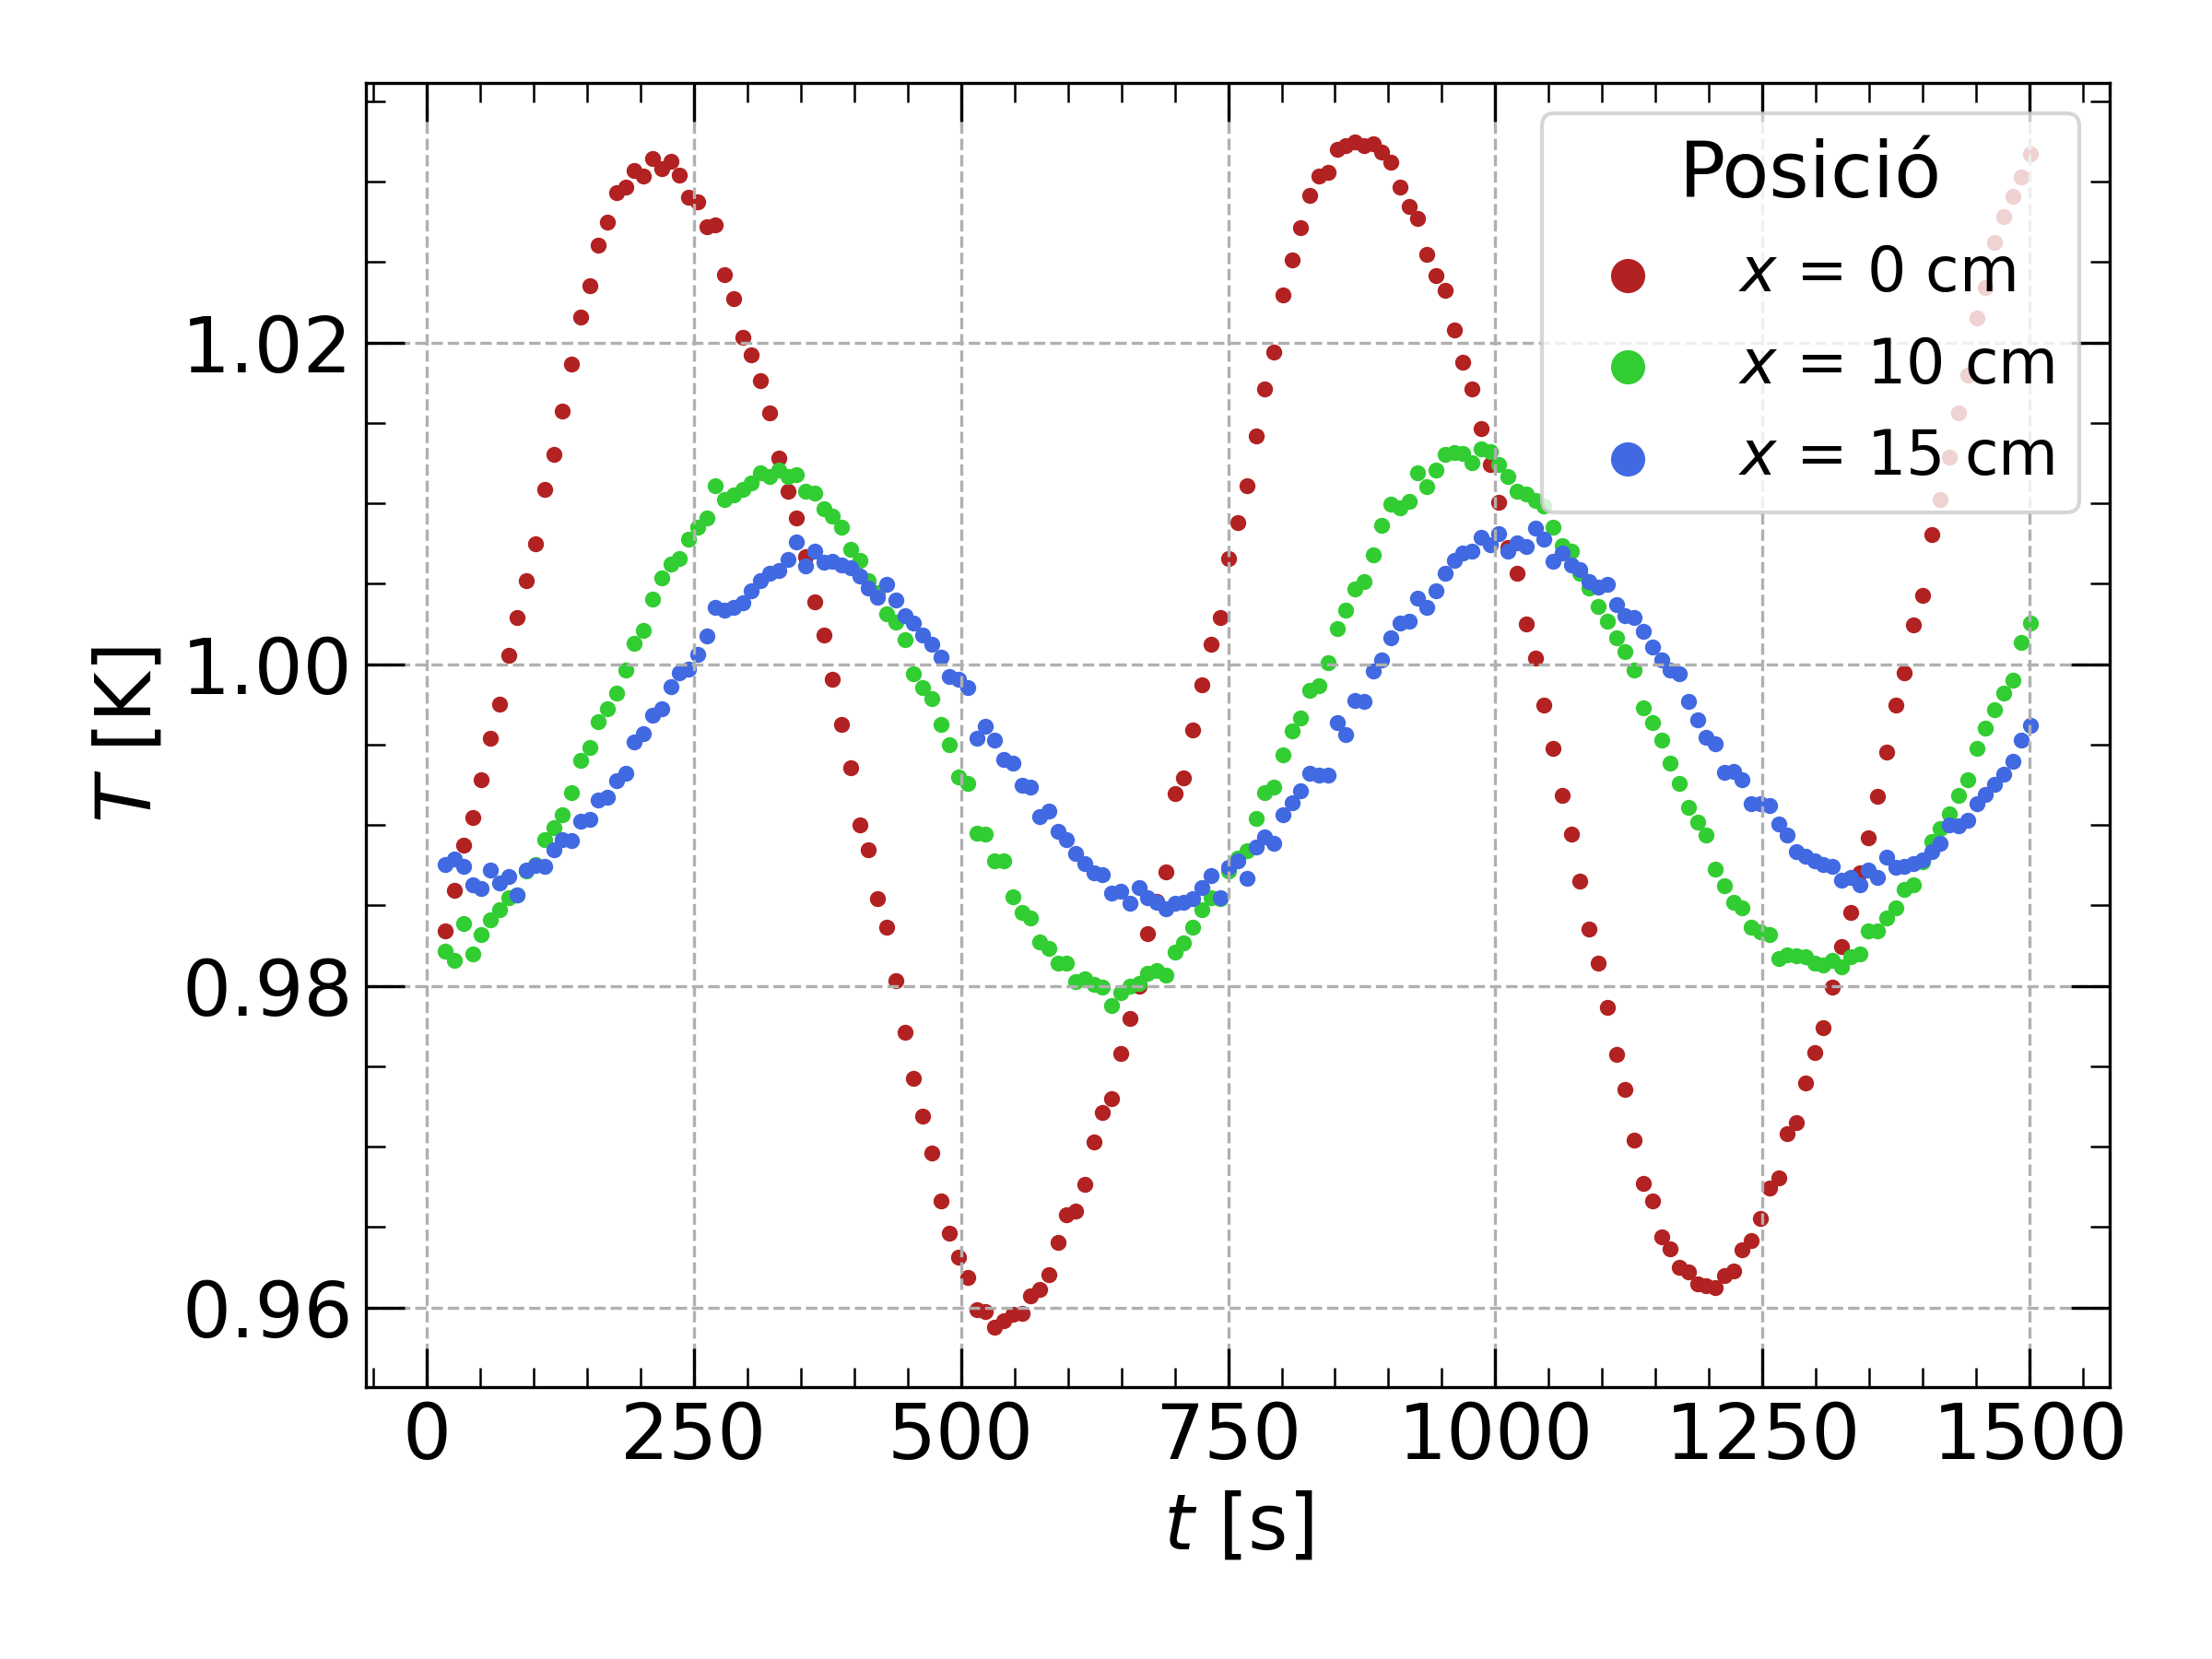 Posició
x = 0 cm
x = 10 cm
x = 15 cm
1.02
1.00
0.98
0.96
T [K]
0 250 500 750 1000 1250 1500
t [s]